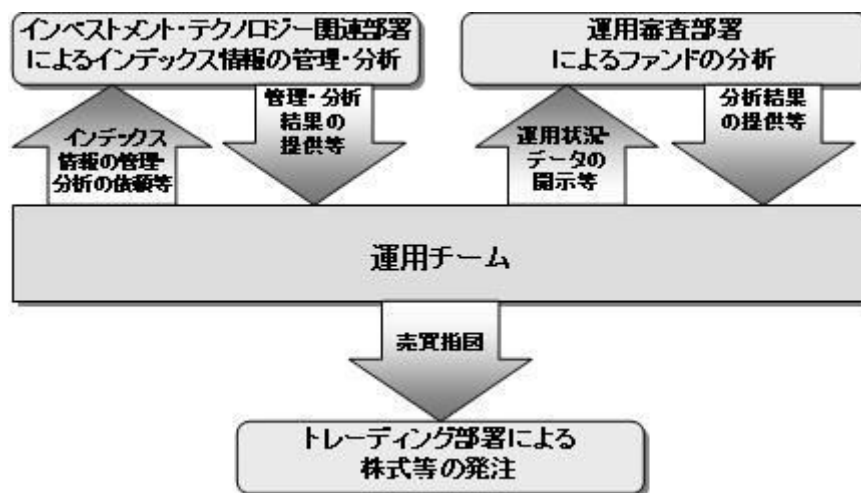 インベストメント・テクノロジー関連部署
によるインデックス情報の管理・分析
運用審査部署
によるファンドの分析
インデックス
情報の管理・
分析の依頼等
管理・分析
結果の
提供等
運用状況・
データの
開示等
分析結果
の提供等
運用チーム
売買指図
トレーディング部署による
株式等の発注